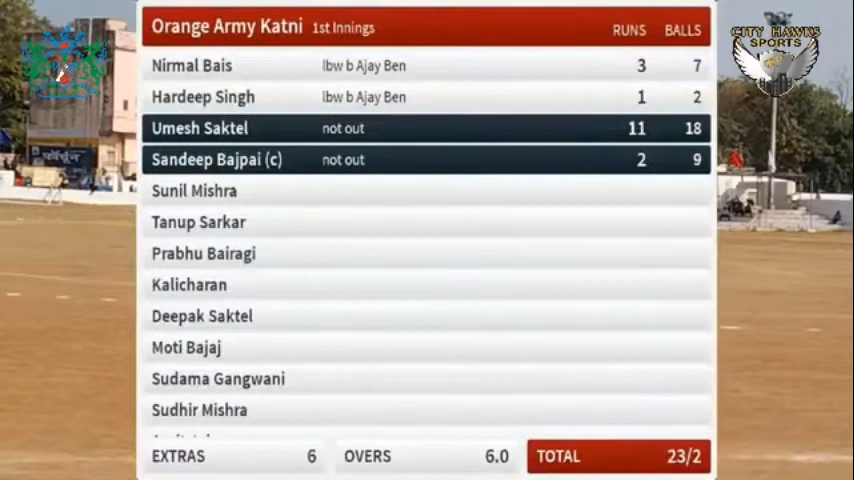 Orange Army Katni 1st Innings RUNS BALLS
Nirmal Bais lbw b Ajay Ben 3 7
Hardeep Singh lbw b Ajay Ben 1 2
Umesh Saktel not out 11 18
Sandeep Bajpai (c) not out 2 9
Sunil Mishra
Tanup Sarkar
Prabhu Bairagi
Kalicharan
Deepak Saktel
Moti Bajaj
Sudama Gangwani
Sudhir Mishra
EXTRAS 6 OVERS 6.0 TOTAL 23/2
CITY HAWKS
SPORTS